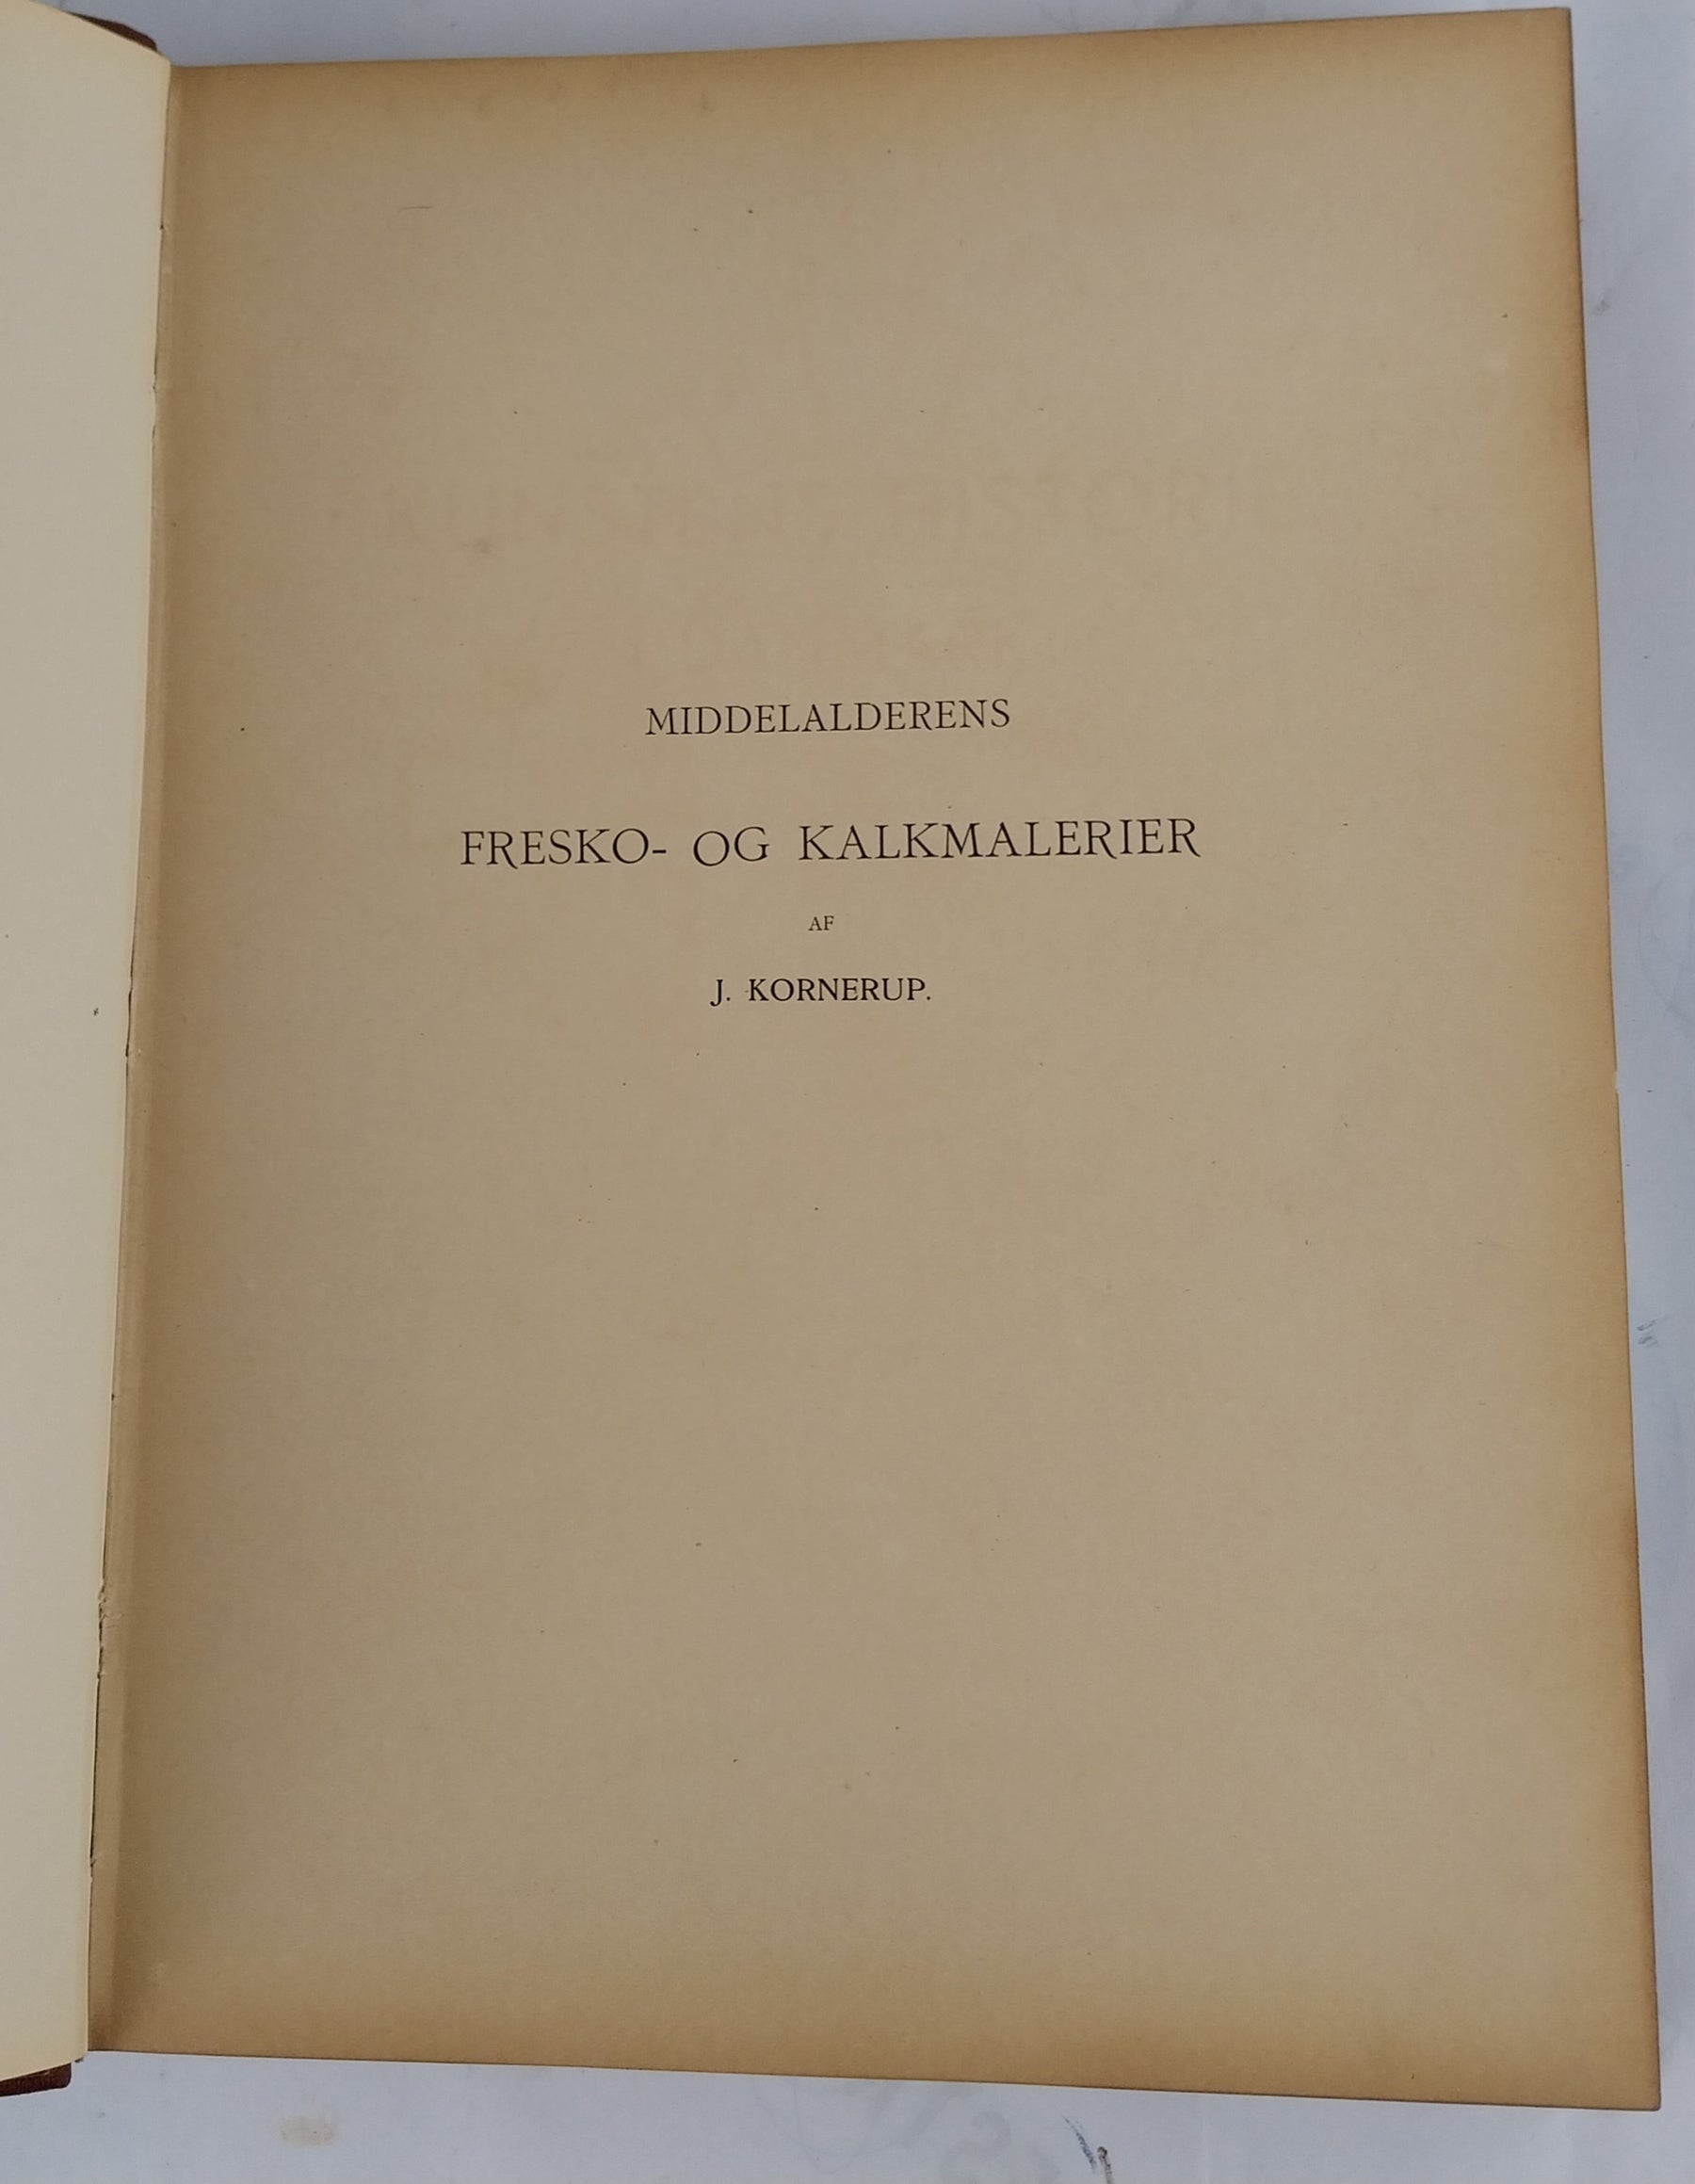 MIDDELALDERENS
FRESKO- OG KALKMALERIER
AF
J. KORNERUP.